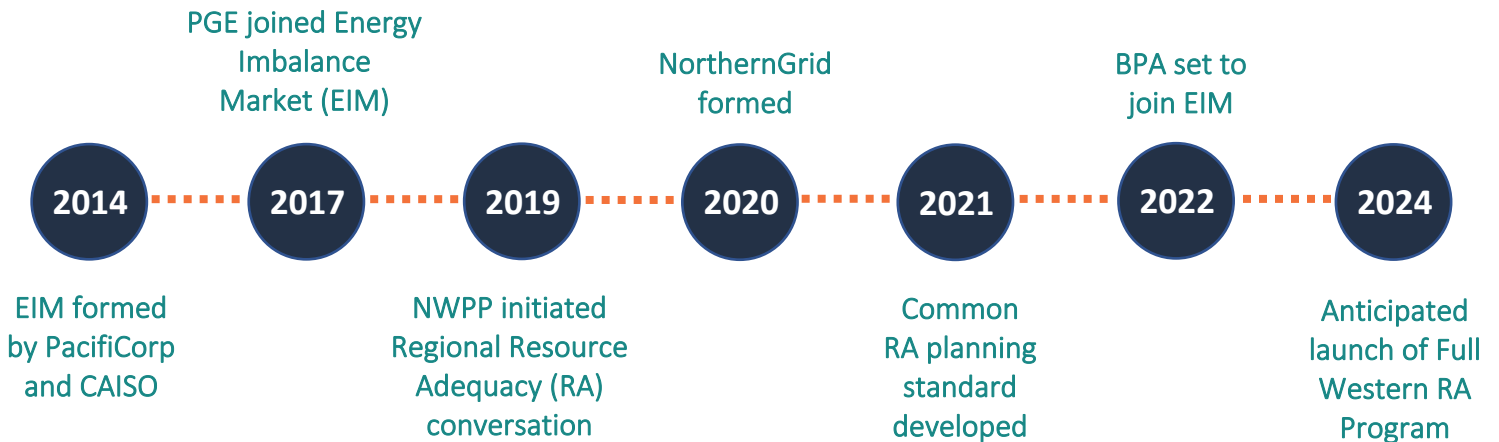 PGE joined Energy
Imbalance
Market (EIM)
NorthernGrid
formed
BPA set to
join EIM
2014
2017
2019
2020
2021
2022
2024
EIM formed
by PacifiCorp
and CAISO
NWPP initiated
Regional Resource
Adequacy (RA)
conversation
Common
RA planning
standard
developed
Anticipated
launch of Full
Western RA
Program